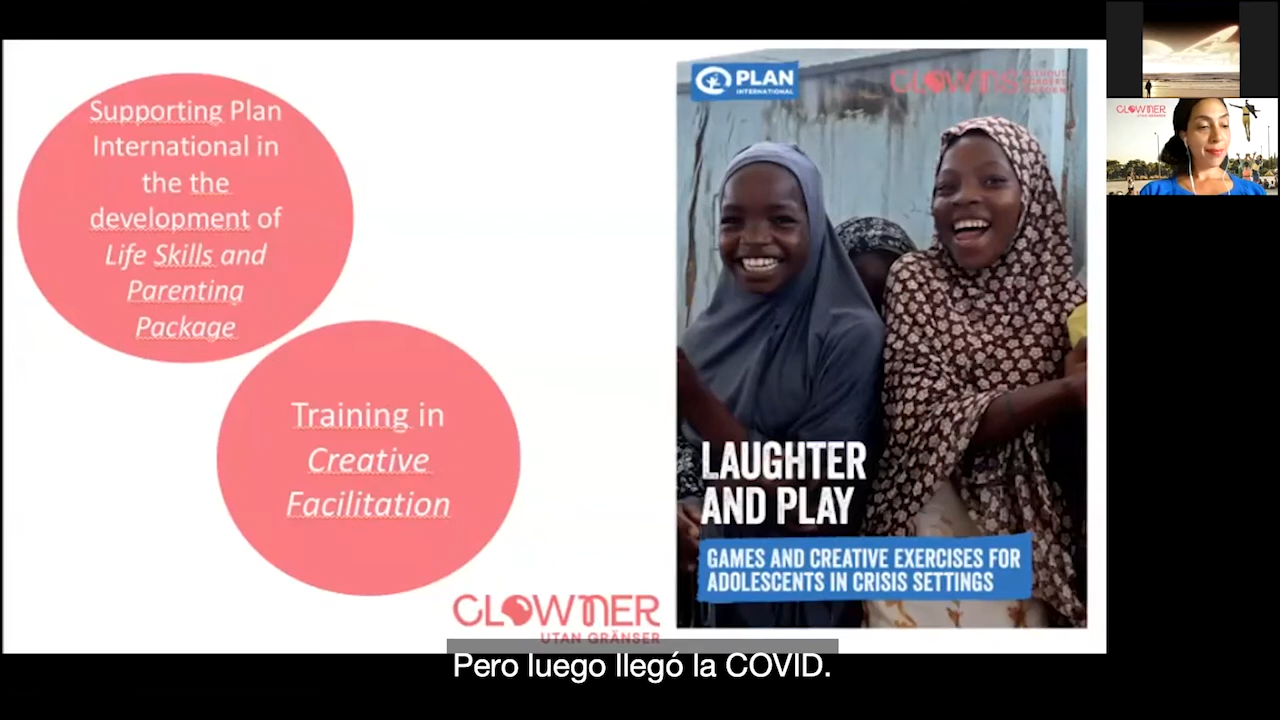 Supporting Plan
International in
the the
development of
Life Skills and
Parenting
Package
Training in
Creative
Facilitation
CLOWNER
UTAN GRÄNSER
PLAN
INTERNATIONAL
CLOWNS
LAUGHTER
AND PLAY
GAMES AND CREATIVE EXERCISES FOR
ADOLESCENTS IN CRISIS SETTINGS
CLOWNER
UTAN GRÄNSER
Pero luego llegó la COVID.